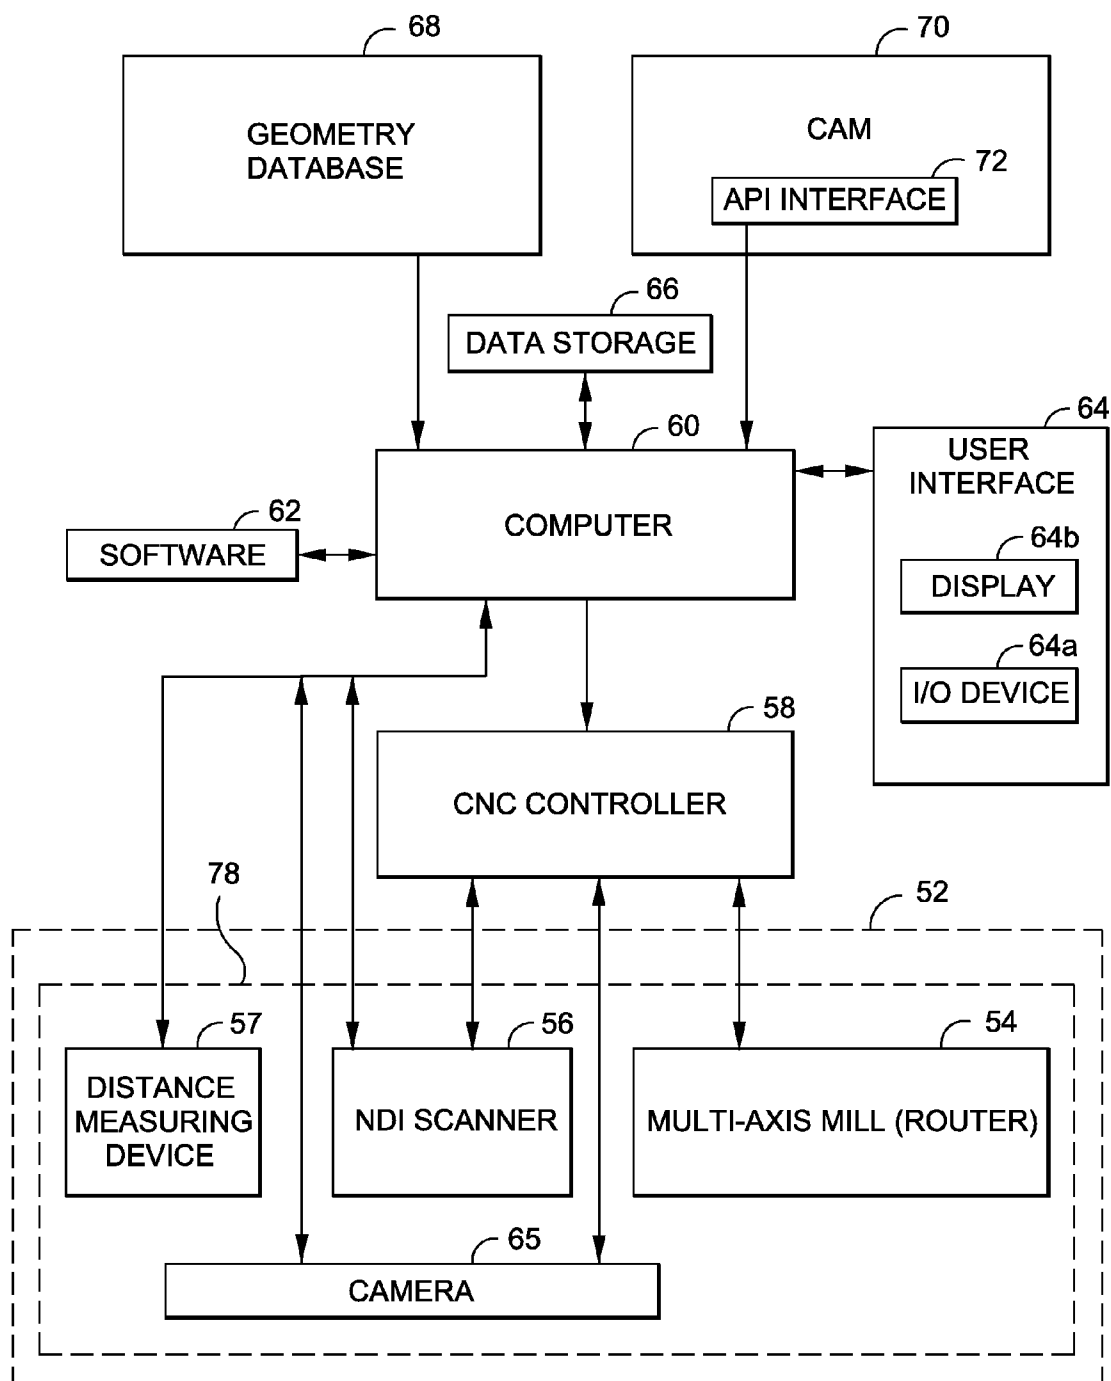 68
70
GEOMETRY
DATABASE
CAM
72
API INTERFACE
66
DATA STORAGE
60
64
USER
INTERFACE
COMPUTER
62
SOFTWARE
64b
DISPLAY
64a
I/O DEVICE
58
CNC CONTROLLER
78
52
57
56
54
DISTANCE
MEASURING
DEVICE
NDI SCANNER
MULTI-AXIS MILL (ROUTER)
65
CAMERA